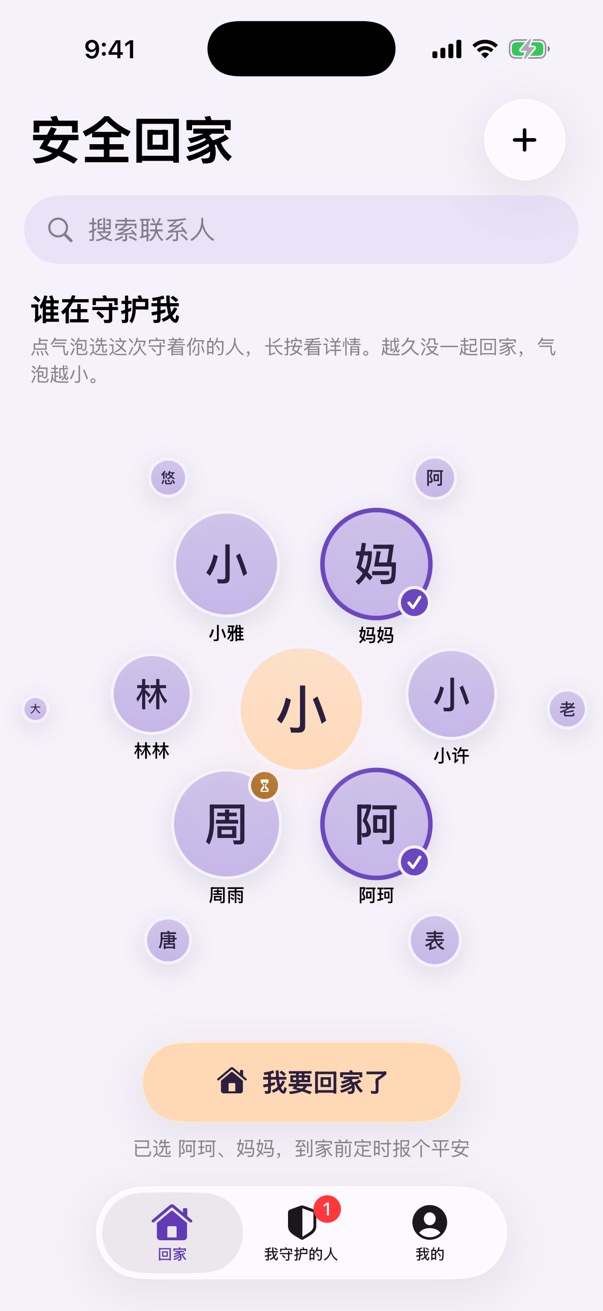 9:41
安全回家
搜索联系人
谁在守护我
点气泡选这次守着你的人，长按看详情。越久没一起回家，气
泡越小。
悠
阿
小
妈
小雅
妈妈
林
小
小
大
老
林林
小许
周
阿
周雨
阿珂
唐
表
我要回家了
已选 阿珂、妈妈，到家前定时报个平安
1
回家
我守护的人
我的